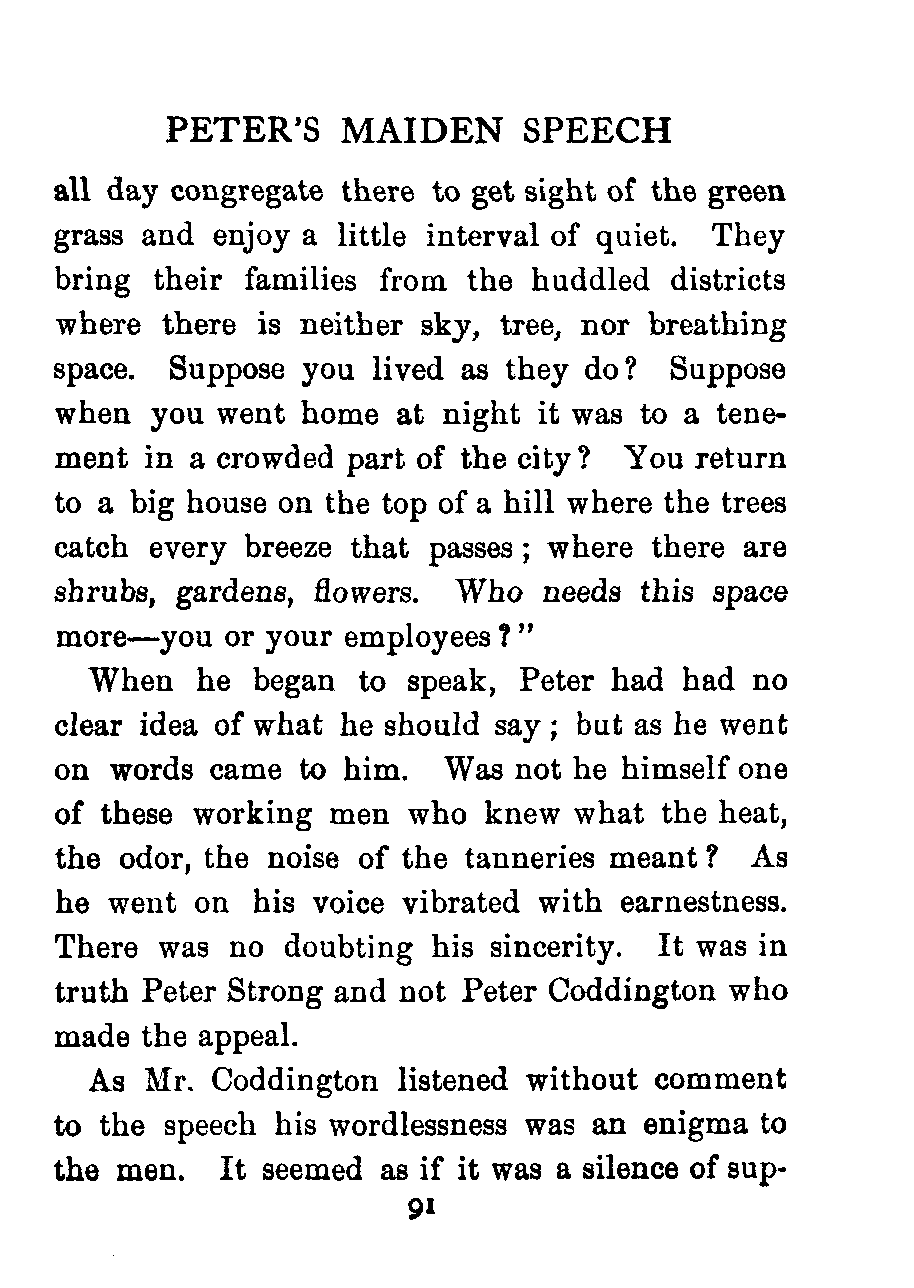 PETER'S MAIDEN SPEECH
all day congregate there to get sight of the green
grass and enjoy a little interval of quiet. They
bring their families from the huddled districts
where there is neither sky, tree, nor breathing
space. Suppose you lived as they do? Suppose
when you went home at night it was to a tene-
ment in a crowded part of the city? You return
to a big house on the top of a hill where the trees
catch every breeze that passes; where there are
shrubs, gardens, flowers. Who needs this space
more—you or your employees?"
When he began to speak, Peter had had no
clear idea of what he should say; but as he went
on words came to him. Was not he himself one
of these working men who knew what the heat,
the odor, the noise of the tanneries meant? As
he went on his voice vibrated with earnestness.
There was no doubting his sincerity. It was in
truth Peter Strong and not Peter Coddington who
made the appeal.
As Mr. Coddington listened without comment
to the speech his wordlessness was an enigma to
the men. It seemed as if it was a silence of sup-
91